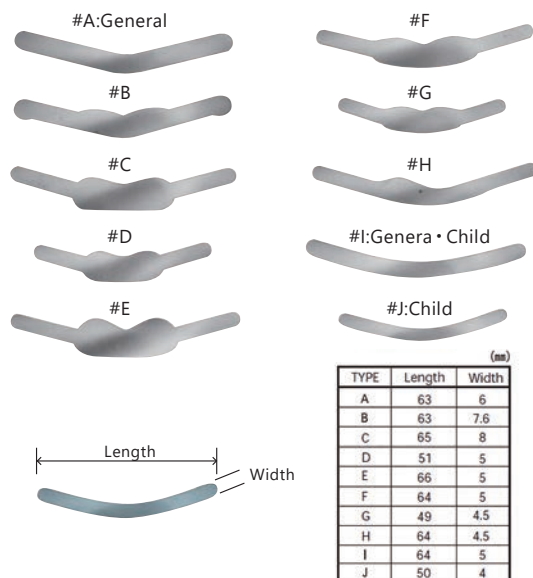 #A:General
#B
#C
#D
#E
#F
#G
#H
#I:Genera・Child
#J:Child
Length
Width
(㎜)
TYPE Length Width
A 63 6
B 63 7.6
C 65 8
D 51 5
E 66 5
F 64 5
G 49 4.5
H 64 4.5
I 64 5
J 50 4